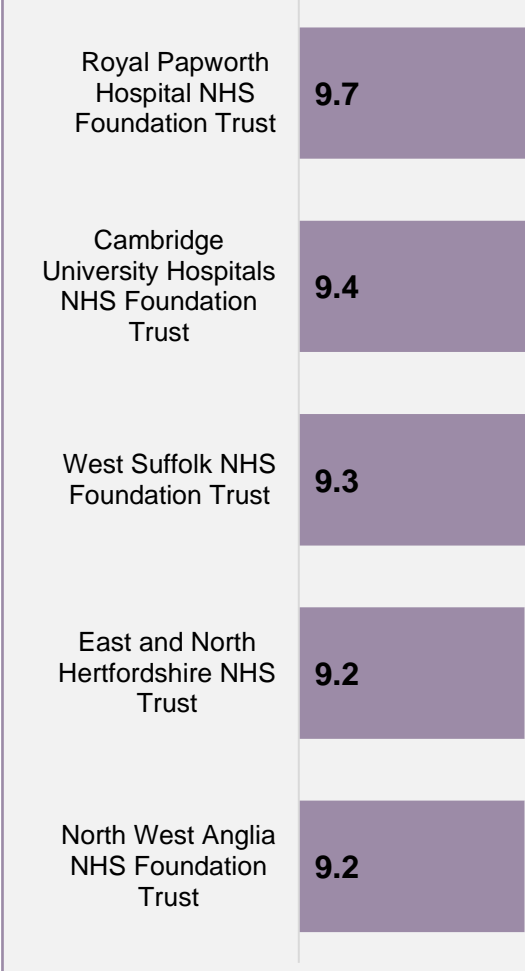 Royal Papworth
Hospital NHS
Foundation Trust
9.7
Cambridge
University Hospitals
NHS Foundation
Trust
9.4
West Suffolk NHS
Foundation Trust
9.3
East and North
Hertfordshire NHS
Trust
9.2
North West Anglia
NHS Foundation
Trust
9.2